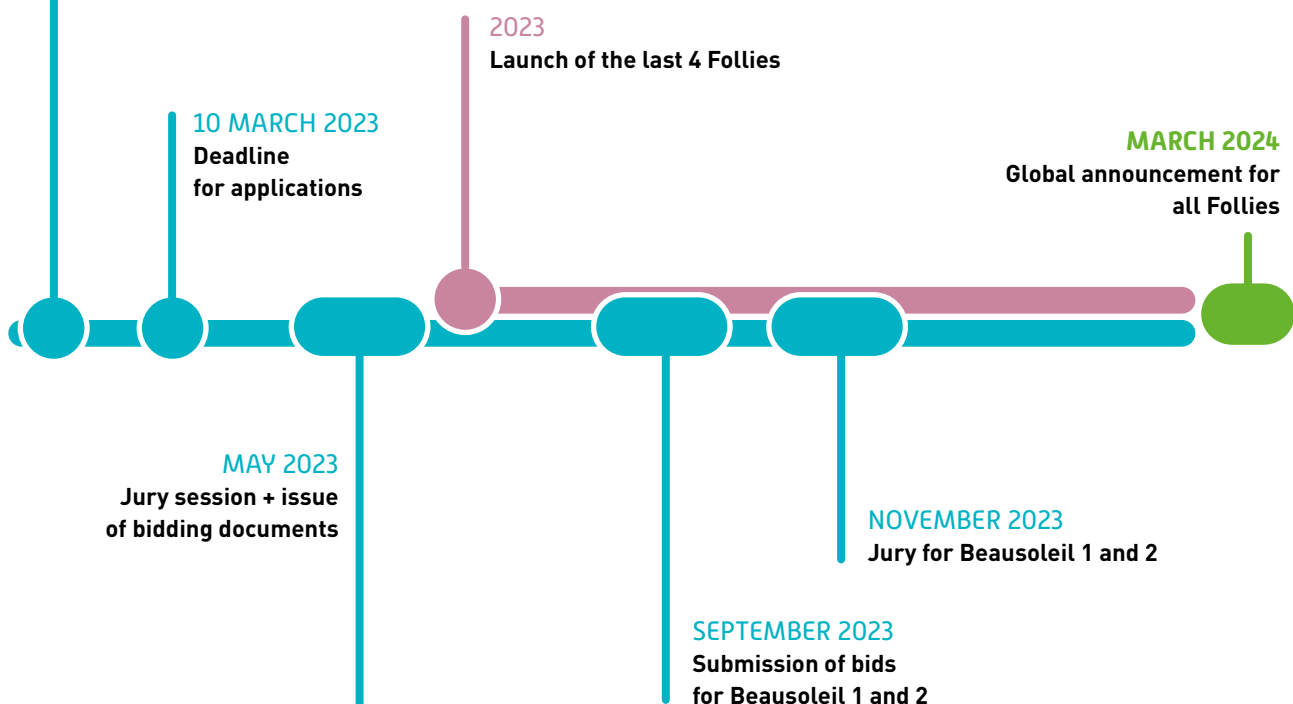 2023
Launch of the last 4 Follies
10 MARCH 2023
Deadline
for applications
MARCH 2024
Global announcement for
all Follies
MAY 2023
Jury session + issue
of bidding documents
NOVEMBER 2023
Jury for Beausoleil 1 and 2
SEPTEMBER 2023
Submission of bids
for Beausoleil 1 and 2